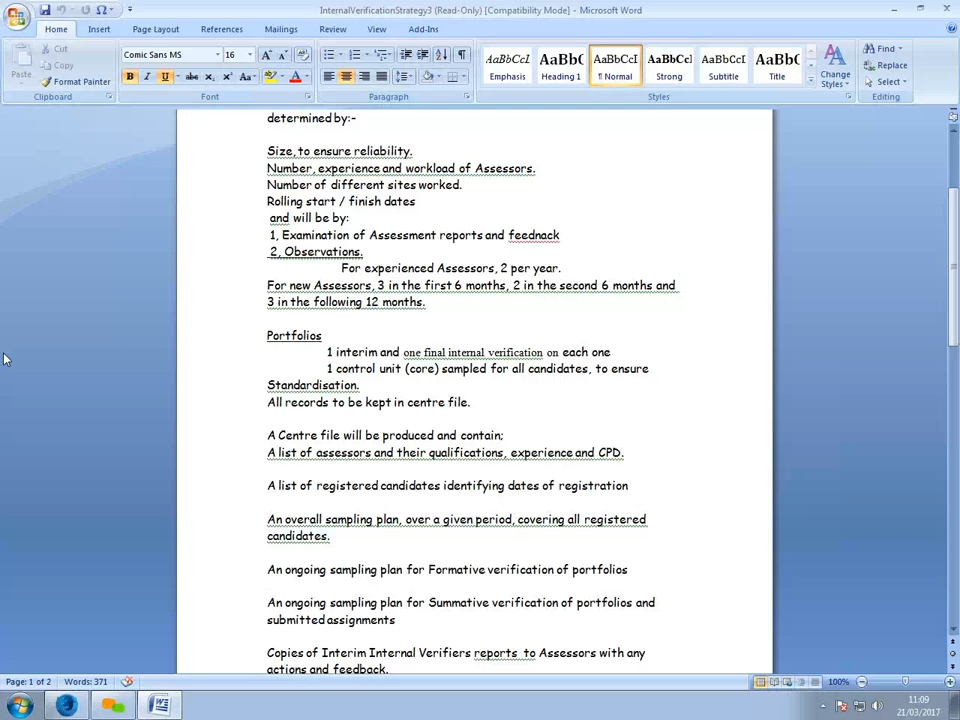 InternalVerificationStrategy3 (Read-Only) [Compatibility Mode] - Microsoft Word
Home Insert Page Layout References Mailings Review View Add-Ins
Cut
Copy
Format Painter
Paste
Clipboard
Comic Sans MS 16
Font
Paragraph
AaBbCcI AaBbC AaBbCcI AaBbCc AaBbCcI AaBbC
Emphasis Heading 1 ¶ Normal Strong Subtitle Title
Change Styles
Styles
Find
Replace
Select
Editing
determined by:-
Size, to ensure reliability.
Number, experience and workload of Assessors.
Number of different sites worked.
Rolling start / finish dates
and will be by:
1, Examination of Assessment reports and feednack
2, Observations.
For experienced Assessors, 2 per year.
For new Assessors, 3 in the first 6 months, 2 in the second 6 months and
3 in the following 12 months.
Portfolios
1 interim and one final internal verification on each one
1 control unit (core) sampled for all candidates, to ensure
Standardisation.
All records to be kept in centre file.
A Centre file will be produced and contain;
A list of assessors and their qualifications, experience and CPD.
A list of registered candidates identifying dates of registration
An overall sampling plan, over a given period, covering all registered
candidates.
An ongoing sampling plan for Formative verification of portfolios
An ongoing sampling plan for Summative verification of portfolios and
submitted assignments
Copies of Interim Internal Verifiers reports to Assessors with any
actions and feedback.
Page: 1 of 2 Words: 371 100%
11:09
21/03/2017